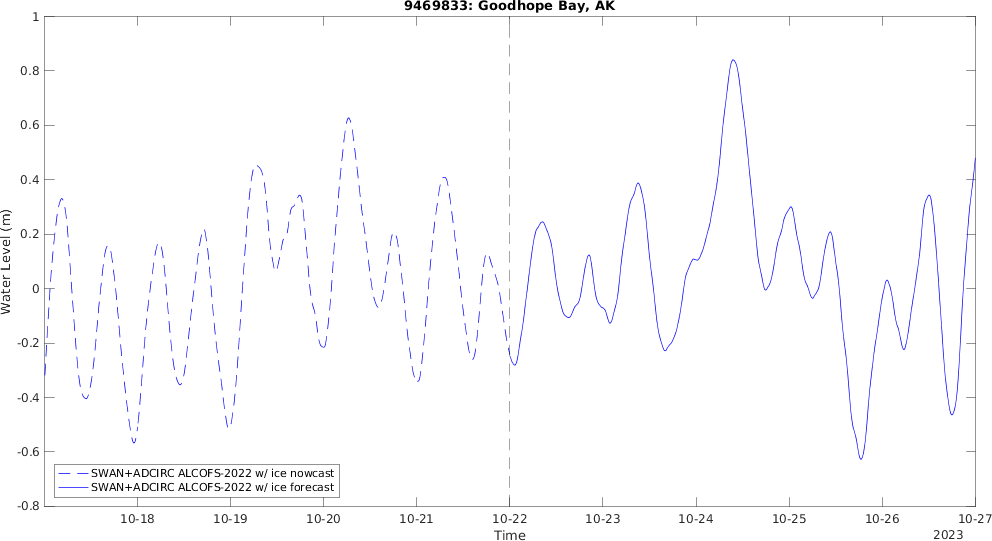 9469833: Goodhope Bay, AK
1
0.8
0.6
0.4
0.2
0
-0.2
-0.4
-0.6
-0.8
Water Level (m)
SWAN+ADCIRC ALCOFS-2022 w/ ice nowcast
SWAN+ADCIRC ALCOFS-2022 w/ ice forecast
10-18 10-19 10-20 10-21 10-22 10-23 10-24 10-25 10-26 10-27
Time
2023